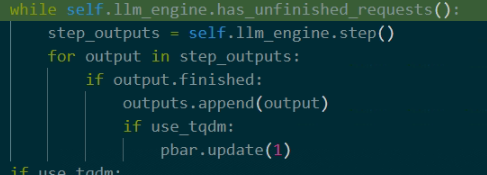 while self.llm_engine.has_unfinished_requests():
    step_outputs = self.llm_engine.step()
    for output in step_outputs:
        if output.finished:
            outputs.append(output)
            if use_tqdm:
                pbar.update(1)
if use_tqdm: